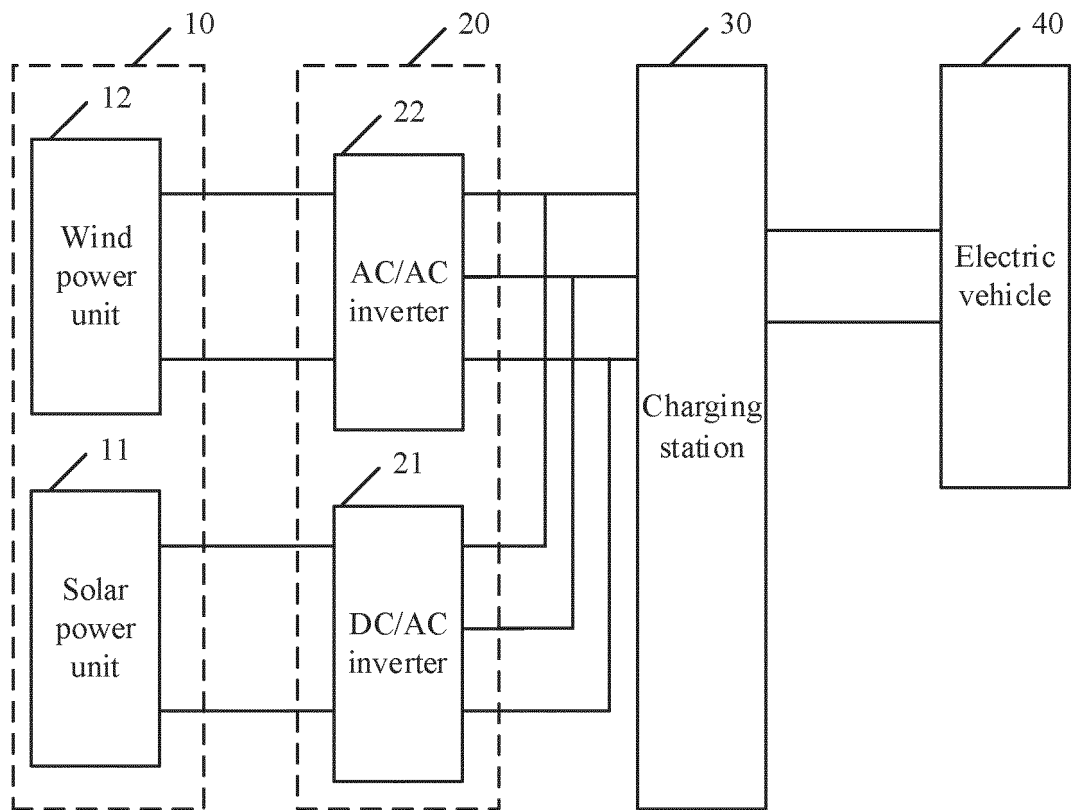 10
20
30
40
12
22
Wind
power
unit
AC/AC
inverter
Electric
vehicle
Charging
station
11
21
Solar
power
unit
DC/AC
inverter